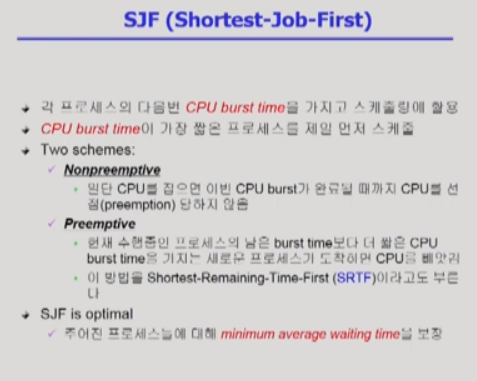 SJF (Shortest-Job-First)
각 프로세스의 다음번 CPU burst time을 가지고 스케줄링에 활용
CPU burst time이 가장 짧은 프로세스를 제일 먼저 스케줄
Two schemes:
Nonpreemptive
일단 CPU를 잡으면 이번 CPU burst가 완료될 때까지 CPU를 선
점(preemption) 당하지 않음
Preemptive
현재 수행중인 프로세스의 남은 burst time보다 더 짧은 CPU
burst time을 가지는 새로운 프로세스가 도착하면 CPU를 빼앗김
이 방법을 Shortest-Remaining-Time-First (SRTF)이라고도 부른
다
SJF is optimal
주어진 프로세스들에 대해 minimum average waiting time을 보장